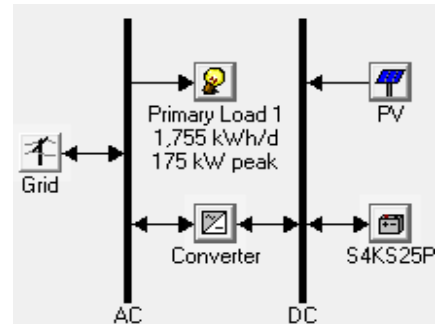 Primary Load 1
1,755 kWh/d
175 kW peak
PV
Grid
Converter
S4KS25P
AC
DC